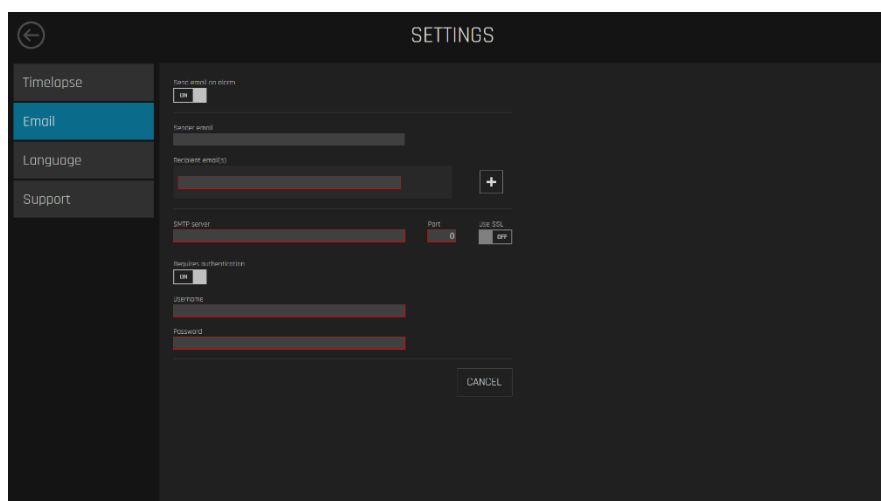 SETTINGS
Timelapse
Email
Language
Support
Send email on alarm
ON
Sender email
Recipient email(s)
+
SMTP server
Port
Use SSL
0
OFF
Requires authentication
ON
Username
Password
CANCEL